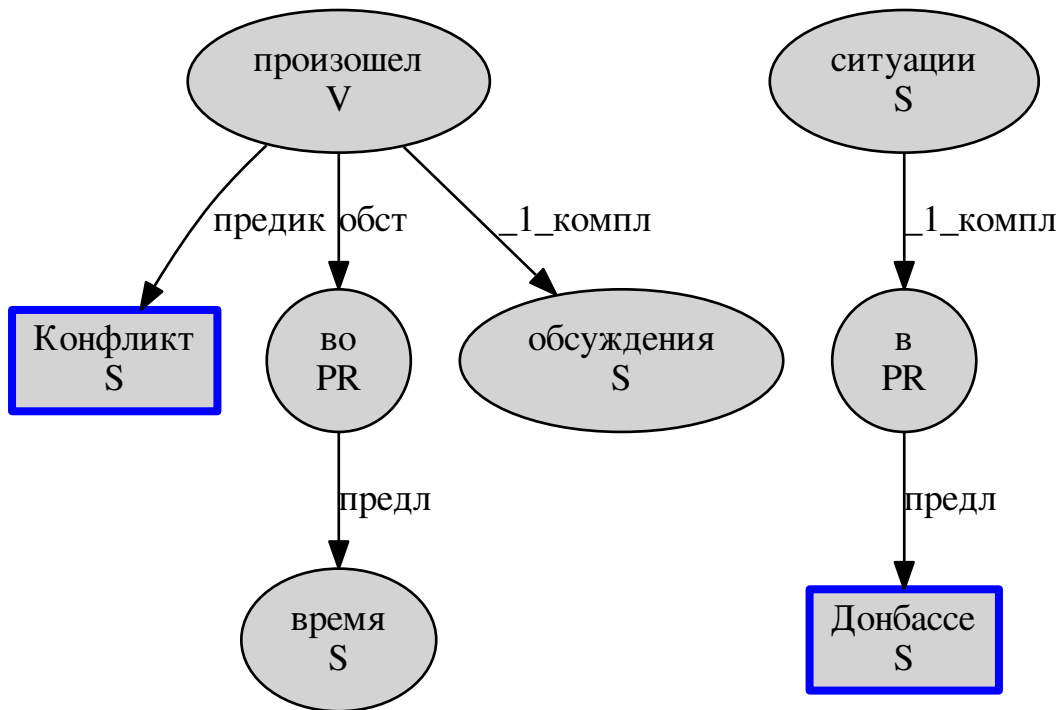 произошел
V
ситуации
S
предик
обст
_1_компл
_1_компл
Конфликт
S
во
PR
обсуждения
S
в
PR
предл
предл
время
S
Донбассе
S